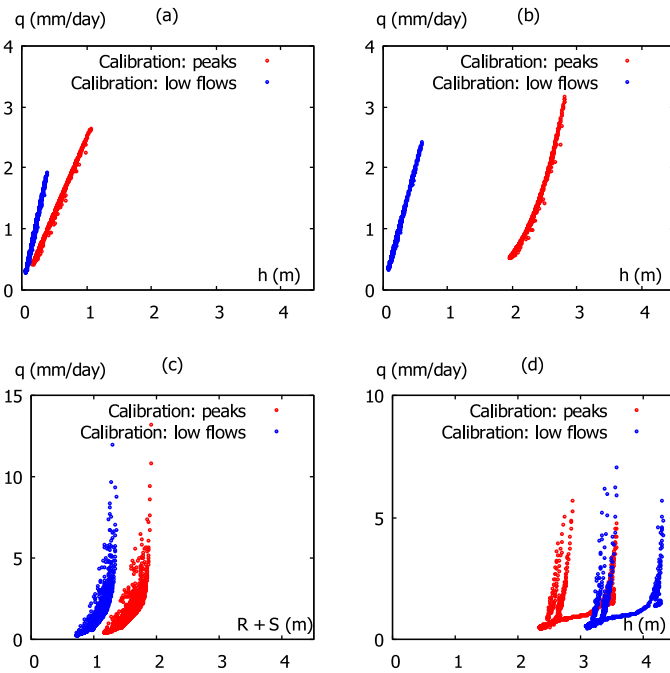 q (mm/day) (a)
Calibration: peaks
Calibration: low flows
4
3
2
1
0
0 1 2 3 4
h (m)
q (mm/day) (b)
Calibration: peaks
Calibration: low flows
4
3
2
1
0
0 1 2 3 4
h (m)
q (mm/day) (c)
Calibration: peaks
Calibration: low flows
15
10
5
0
0 1 2 3 4
R + S (m)
q (mm/day) (d)
Calibration: peaks
Calibration: low flows
10
5
0
0 1 2 3 4
h (m)